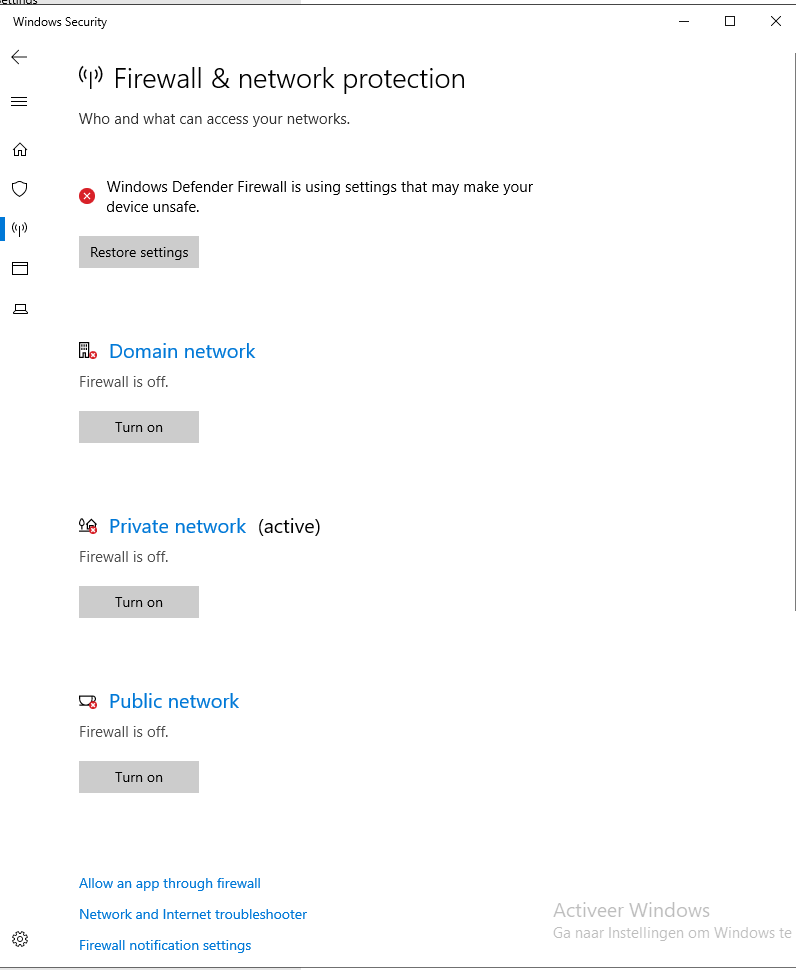 Settings
Windows Security
Firewall & network protection
Who and what can access your networks.
Windows Defender Firewall is using settings that may make your
device unsafe.
Restore settings
Domain network
Firewall is off.
Turn on
Private network (active)
Firewall is off.
Turn on
Public network
Firewall is off.
Turn on
Allow an app through firewall
Network and Internet troubleshooter
Firewall notification settings
Activeer Windows
Ga naar Instellingen om Windows te